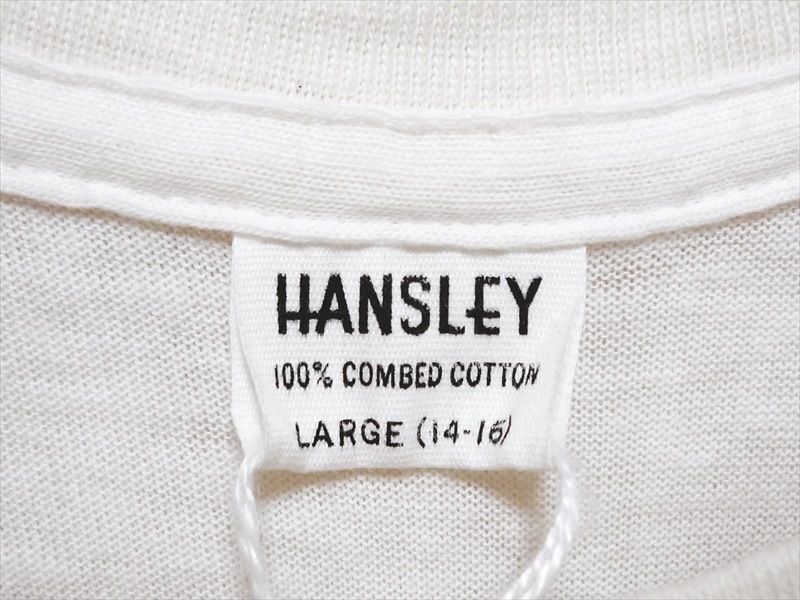 HANSLEY
100% COMBED COTTON
LARGE (14-16)